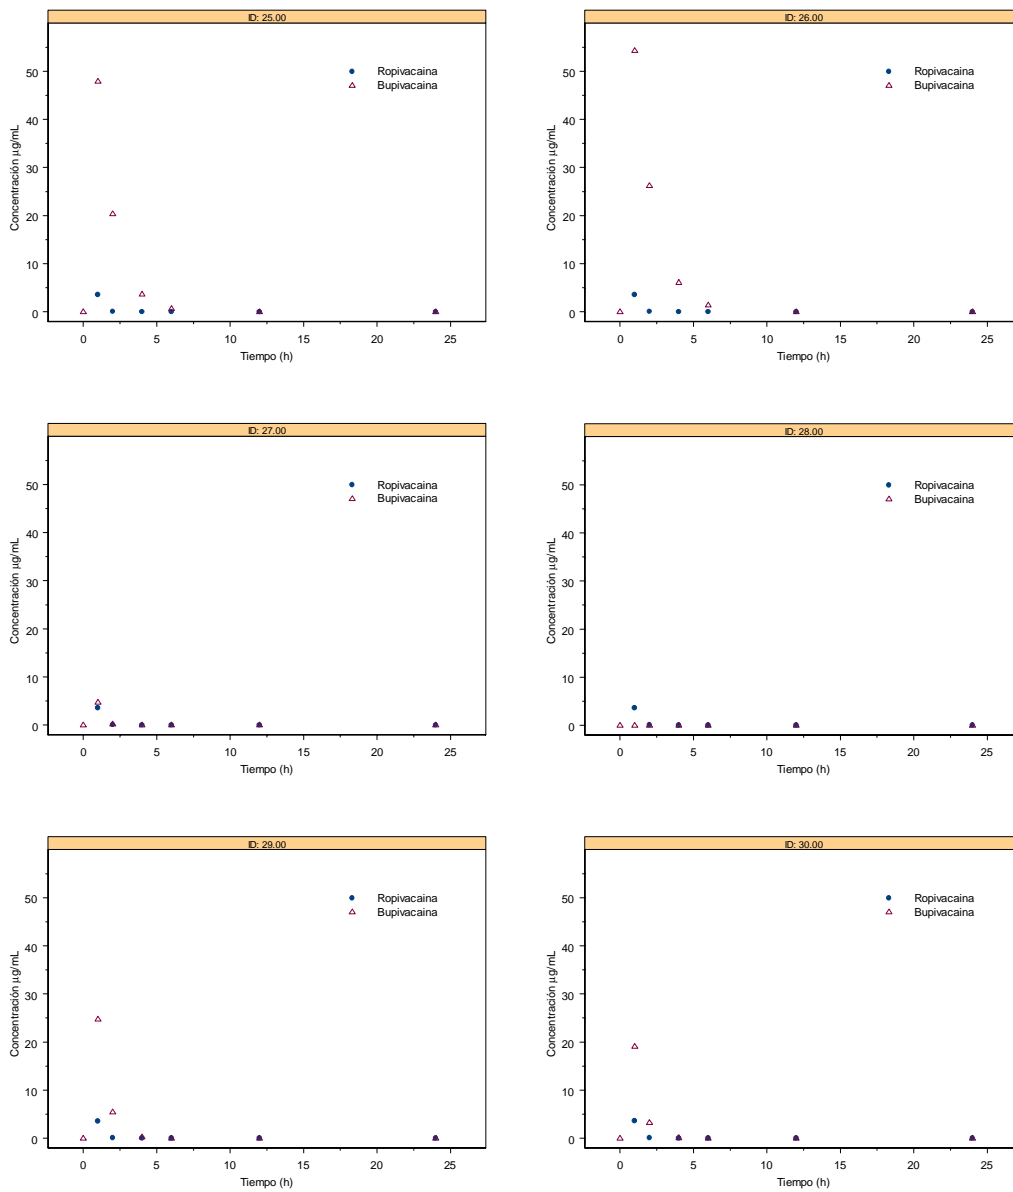 ID: 25.00
50
40
30
20
10
0
Concentración µg/mL
Ropivacaina
Bupivacaina
0 5 10 15 20 25
Tiempo (h)
ID: 26.00
50
40
30
20
10
0
Concentración µg/mL
Ropivacaina
Bupivacaina
0 5 10 15 20 25
Tiempo (h)
ID: 27.00
50
40
30
20
10
0
Concentración µg/mL
Ropivacaina
Bupivacaina
0 5 10 15 20 25
Tiempo (h)
ID: 28.00
50
40
30
20
10
0
Concentración µg/mL
Ropivacaina
Bupivacaina
0 5 10 15 20 25
Tiempo (h)
ID: 29.00
50
40
30
20
10
0
Concentración µg/mL
Ropivacaina
Bupivacaina
0 5 10 15 20 25
Tiempo (h)
ID: 30.00
50
40
30
20
10
0
Concentración µg/mL
Ropivacaina
Bupivacaina
0 5 10 15 20 25
Tiempo (h)